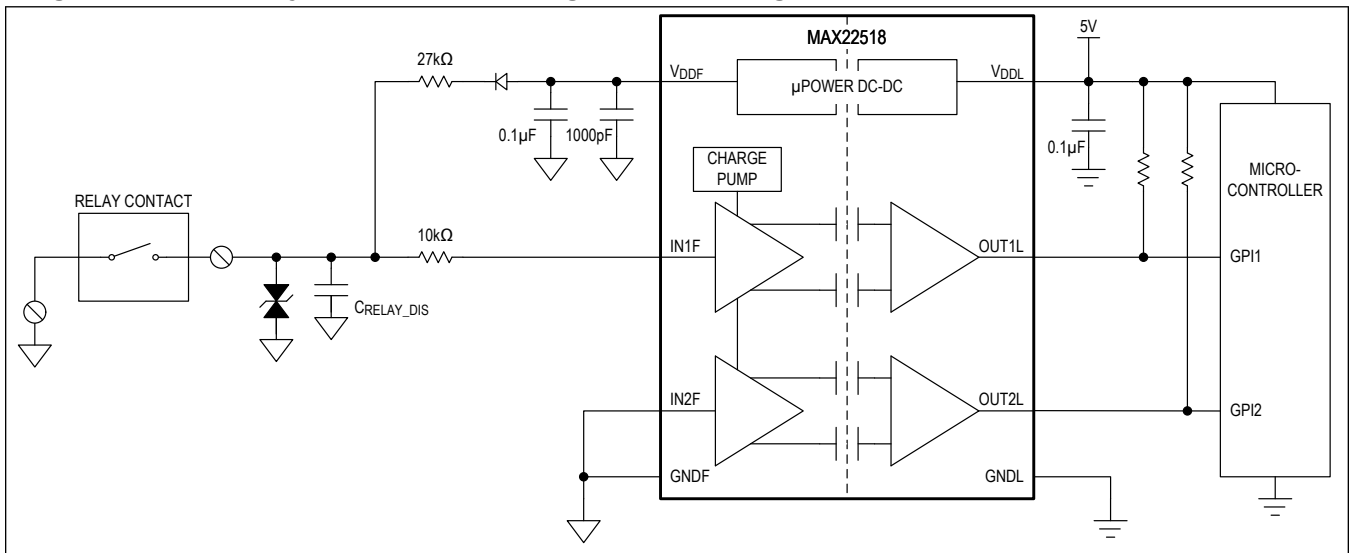 MAX22518
5V
27kΩ
VDDF
µPOWER DC-DC
VDDL
0.1µF
1000pF
0.1µF
CHARGE
PUMP
MICRO-
CONTROLLER
RELAY CONTACT
10kΩ
IN1F
OUT1L
GPI1
CRELAY_DIS
IN2F
OUT2L
GPI2
GNDF
GNDL